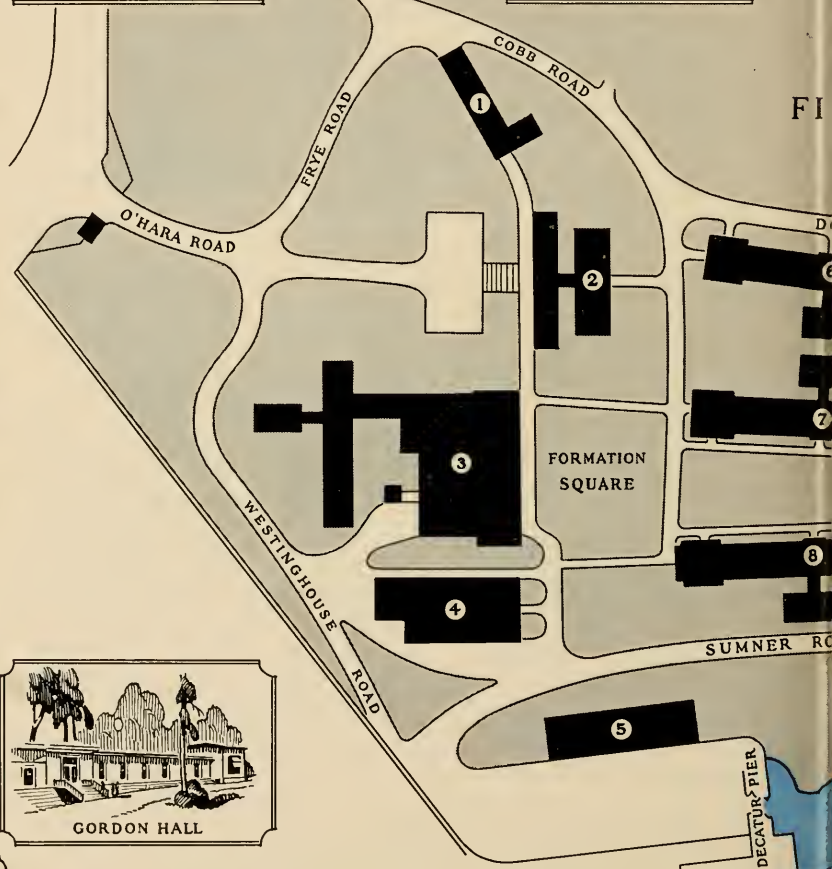 COBB ROAD
1
FRYE ROAD
O'HARA ROAD
2
6
7
3
FORMATION
SQUARE
WESTINGHOUSE
ROAD
8
4
SUMNER
5
DECATUR PIER
GORDON HALL